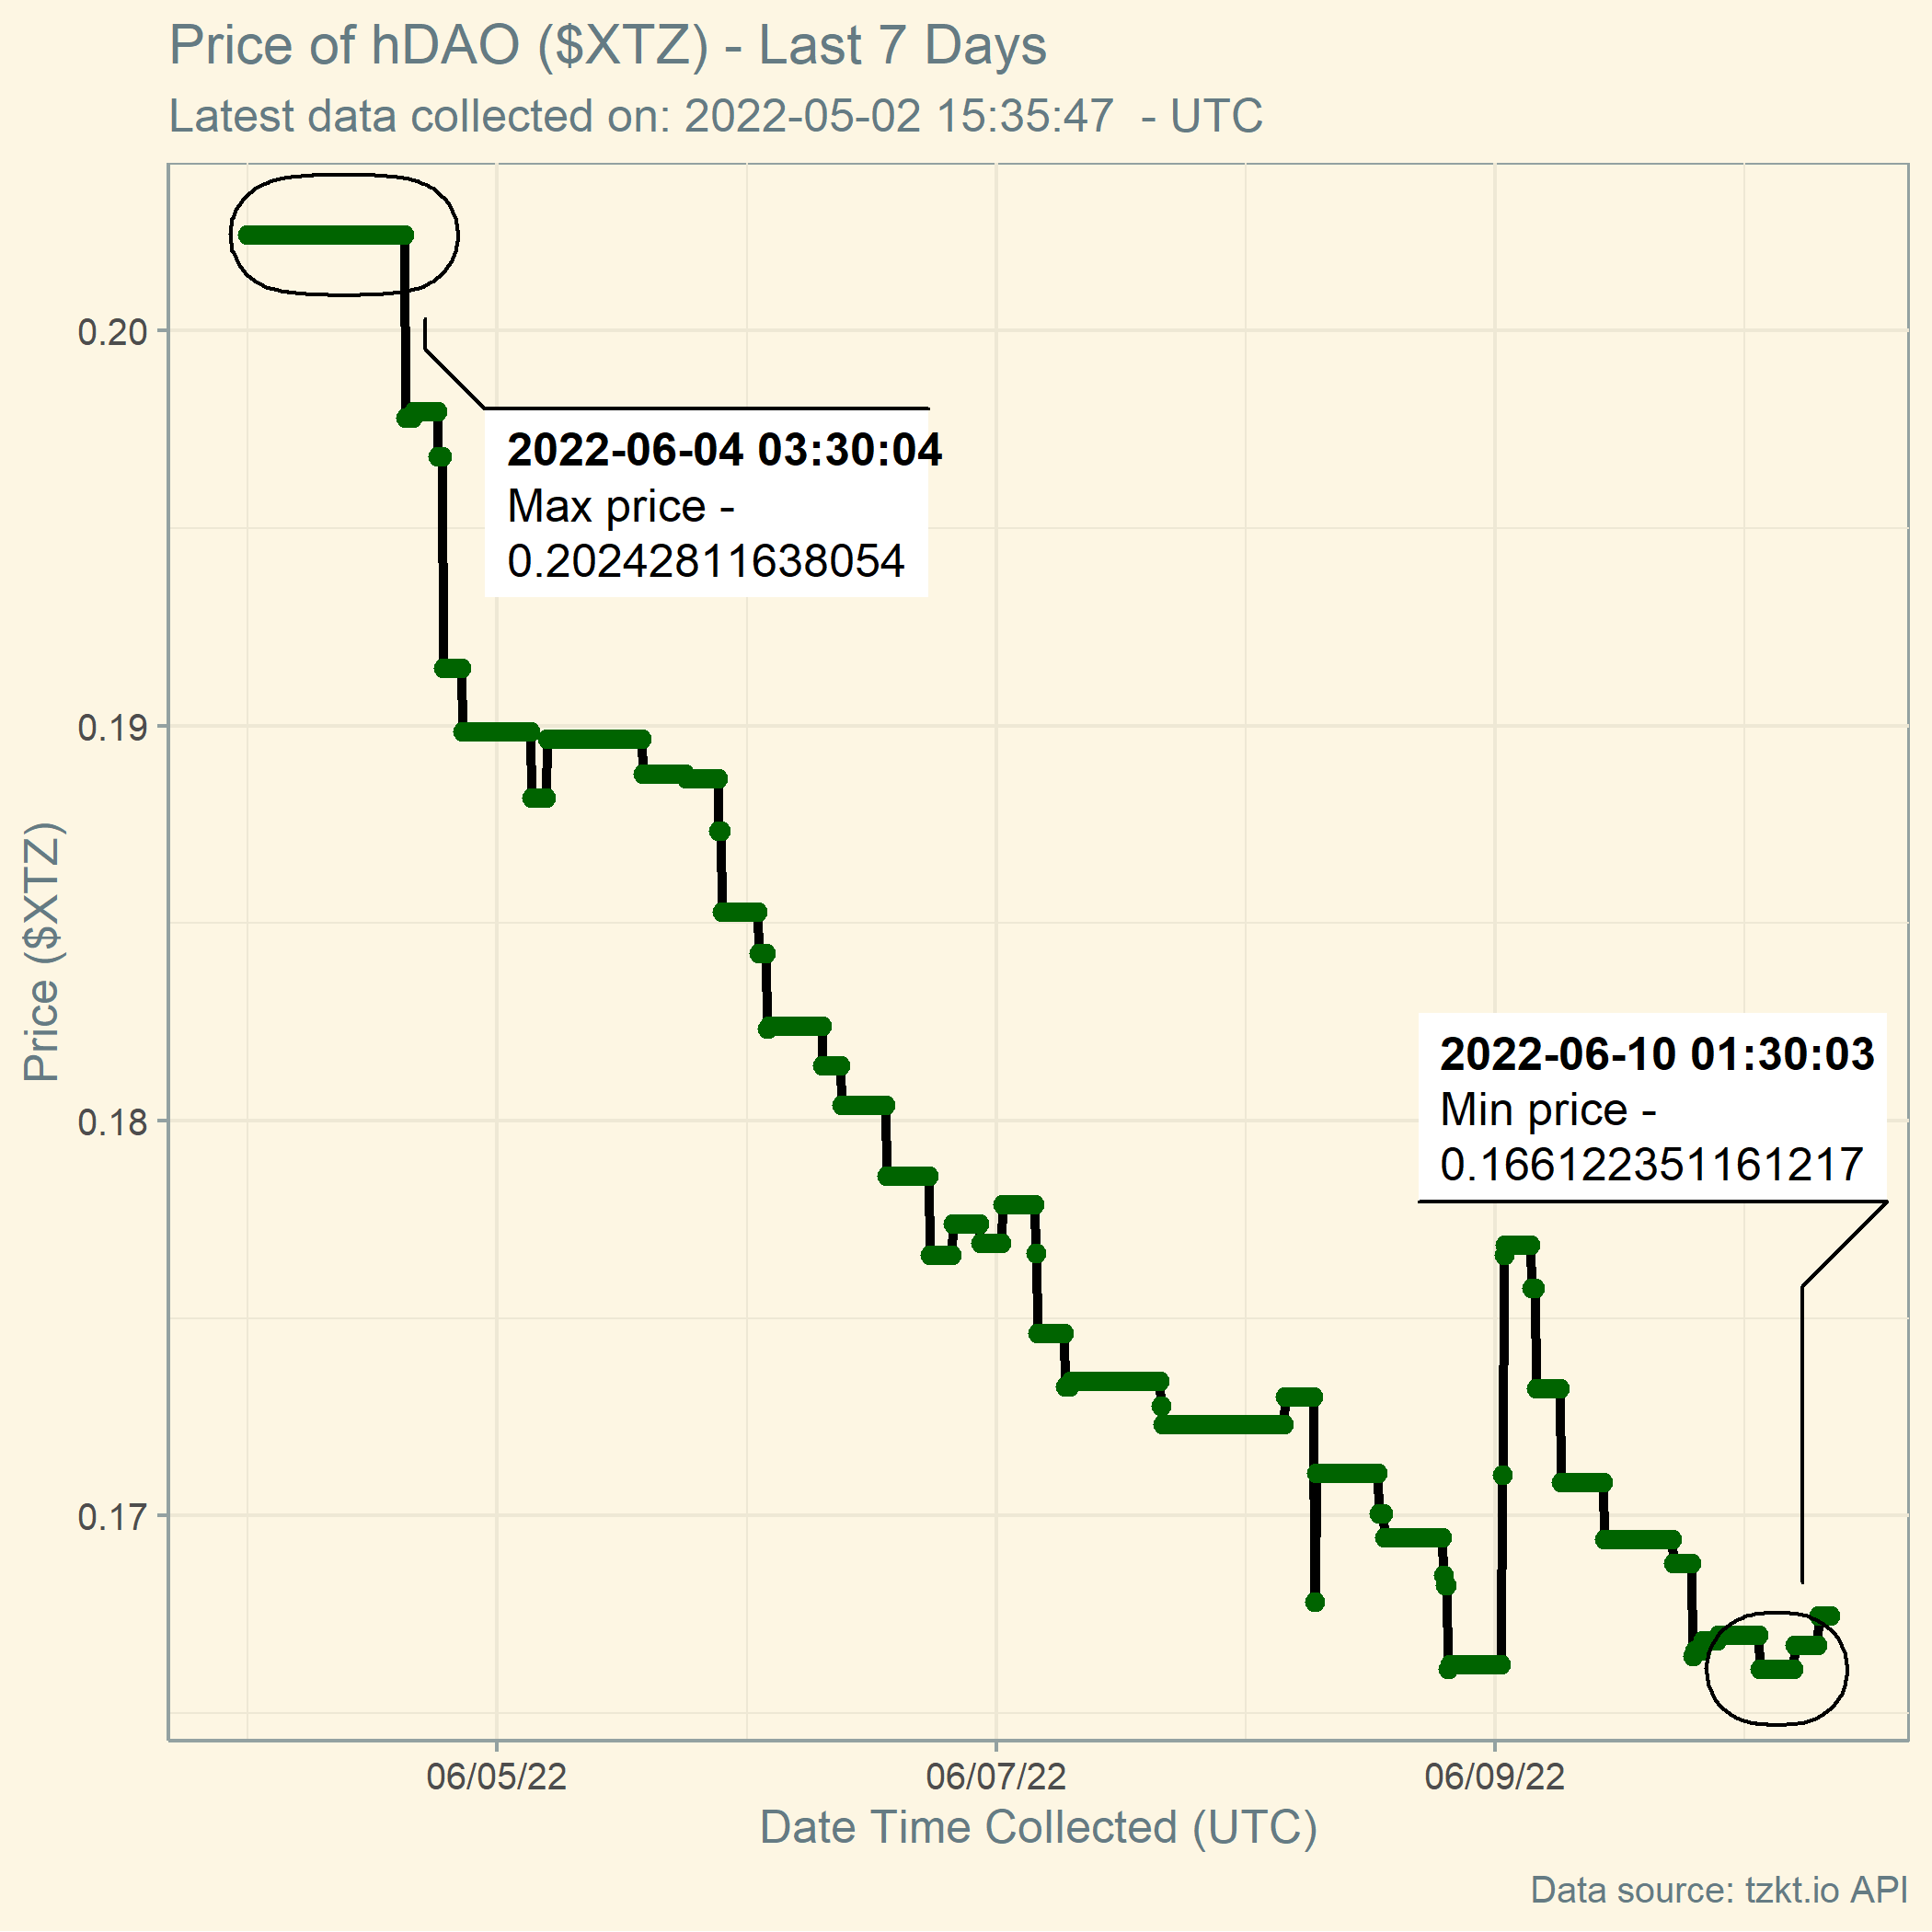 Price of hDAO ($XTZ) - Last 7 Days
Latest data collected on: 2022-05-02 15:35:47 - UTC
0.20
2022-06-04 03:30:04
Max price -
0.20242811638054
0.19
Price ($XTZ)
2022-06-10 01:30:03
Min price -
0.166122351161217
0.18
0.17
06/05/22
06/07/22
06/09/22
Date Time Collected (UTC)
Data source: tzkt.io API